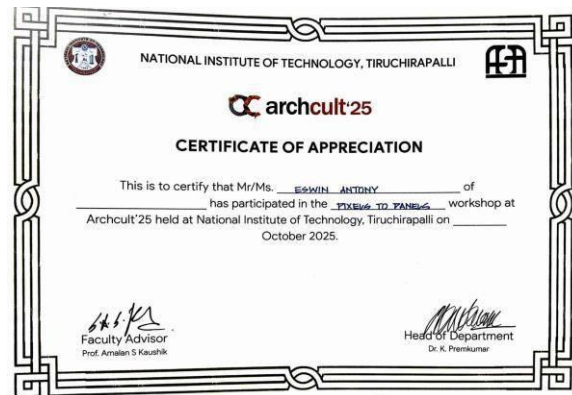 NATIONAL INSTITUTE OF TECHNOLOGY, TIRUCHIRAPALLI
archcult'25
CERTIFICATE OF APPRECIATION
This is to certify that Mr/Ms. ESWIN ANTONY of
has participated in the PIXELS TO PANELS workshop at
Archcult'25 held at National Institute of Technology, Tiruchirapalli on
October 2025.
Faculty Advisor
Prof. Amalan S Kaushik
Head of Department
Dr. K. Premkumar